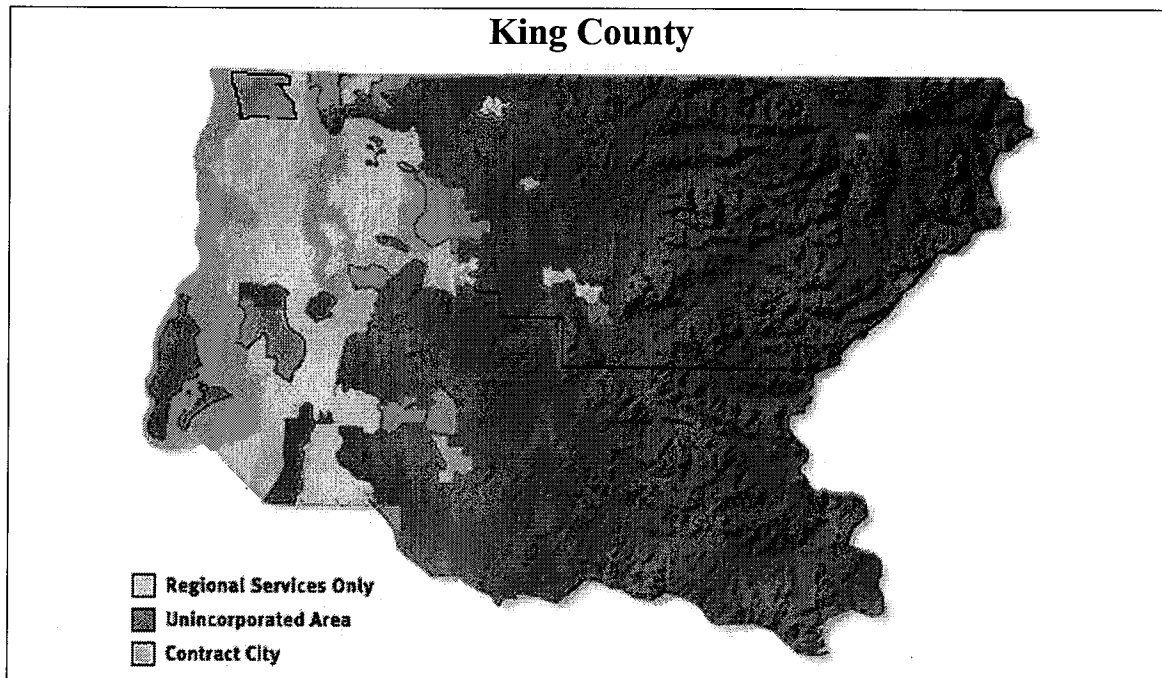 King County
Regional Services Only
Unincorporated Area
Contract City